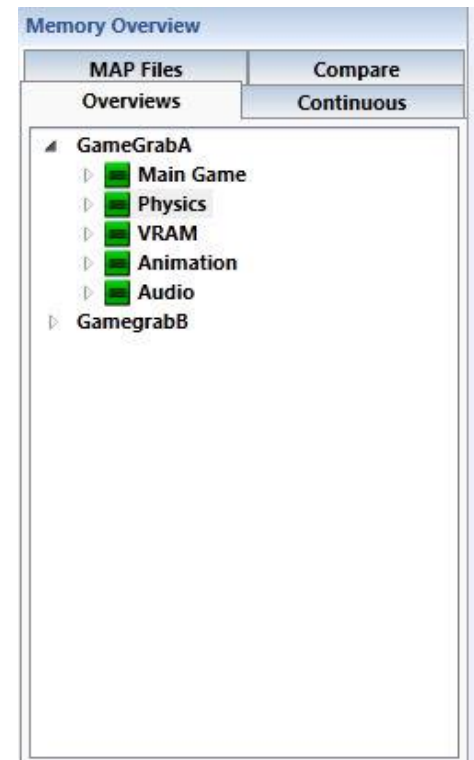 Memory Overview
MAP Files Compare
Overviews Continuous
GameGrabA
Main Game
Physics
VRAM
Animation
Audio
GamegrabB